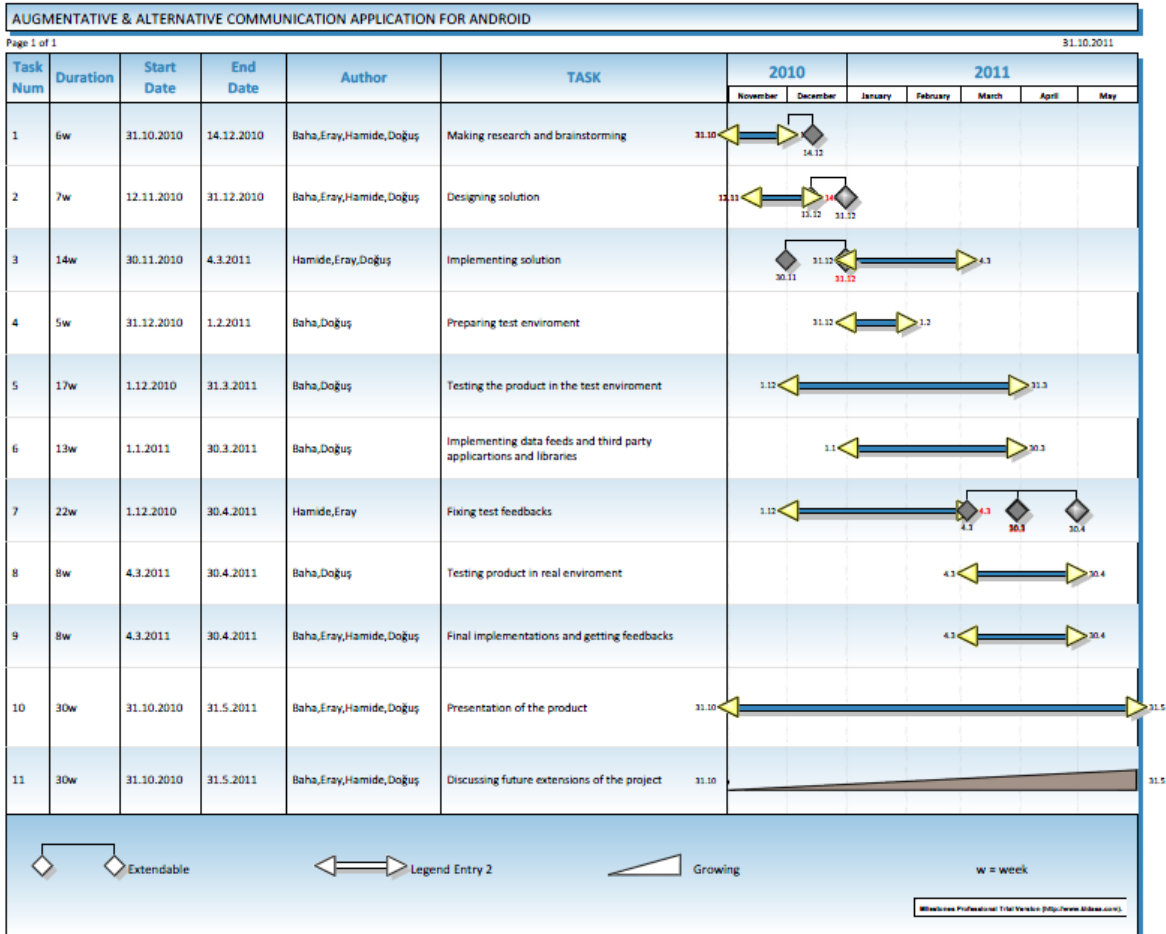 AUGMENTATIVE & ALTERNATIVE COMMUNICATION APPLICATION FOR ANDROID
Page 1 of 1 31.10.2011
Task Num Duration Start Date End Date Author TASK 2010 2011
November December January February March April May
1 6w 31.10.2010 14.12.2010 Baha,Eray,Hamide,Doğuş Making research and brainstorming 31.10
14.12
2 7w 12.11.2010 31.12.2010 Baha,Eray,Hamide,Doğuş Designing solution
31.12
3 14w 30.11.2010 4.3.2011 Hamide,Eray,Doğuş Implementing solution 31.12 4.3
30.11 31.12
4 5w 31.12.2010 1.2.2011 Baha,Doğuş Preparing test enviroment 31.12 1.2
5 17w 1.12.2010 31.3.2011 Baha,Doğuş Testing the product in the test enviroment 1.12 31.3
6 13w 1.1.2011 30.3.2011 Baha,Doğuş Implementing data feeds and third party 1.1 30.3
applicartions and libraries
7 22w 1.12.2010 30.4.2011 Hamide,Eray Fixing test feedbacks 1.12 4.3
4.3 30.3 30.4
8 8w 4.3.2011 30.4.2011 Baha,Doğuş Testing product in real enviroment 4.3 30.4
9 8w 4.3.2011 30.4.2011 Baha,Eray,Hamide,Doğuş Final implementations and getting feedbacks 4.3 30.4
10 30w 31.10.2010 31.5.2011 Baha,Eray,Hamide,Doğuş Presentation of the product 31.10 31.5
11 30w 31.10.2010 31.5.2011 Baha,Eray,Hamide,Doğuş Discussing future extensions of the project 31.10 31.5
Extendable Legend Entry 2 Growing w = week
Milestones Professional Trial Version (http://www.kidasa.com).